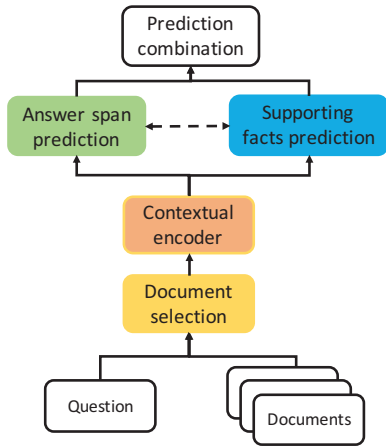 Prediction
combination
Answer span
prediction
Supporting
facts prediction
Contextual
encoder
Document
selection
Question
Documents